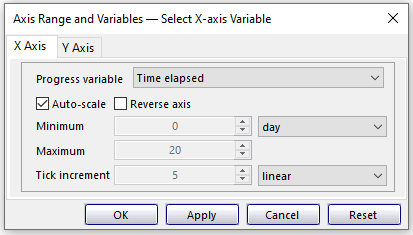 Axis Range and Variables — Select X-axis Variable
X Axis Y Axis
Progress variable Time elapsed
Auto-scale Reverse axis
Minimum 0 day
Maximum 20
Tick increment 5 linear
OK Apply Cancel Reset